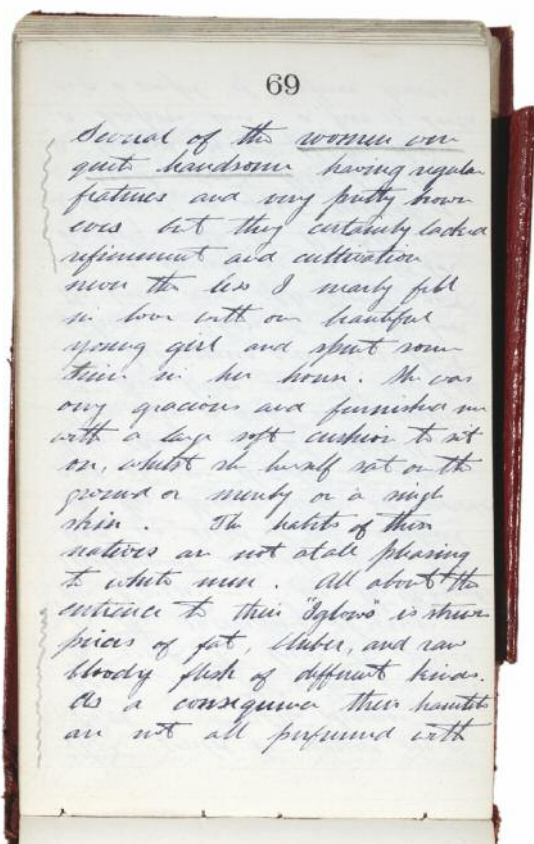 69
Several of the women were
quite handsome having regular
features and very pretty brown
eyes but they certainly lacked
refinement and cultivation
never the less I nearly fell
in love with one beautiful
young girl and spent some
time in her house. She was
very gracious and furnished me
with a large soft cushion to sit
on, whilst she herself sat on the
ground or merely on a single
skin. The habits of these
natives are not at all pleasing
to white men. All about the
entrance to their "Iglows" is strewn
pieces of fat, bluber, and raw
bloody flesh of different kinds.
As a consequence their
are not all perfumed with